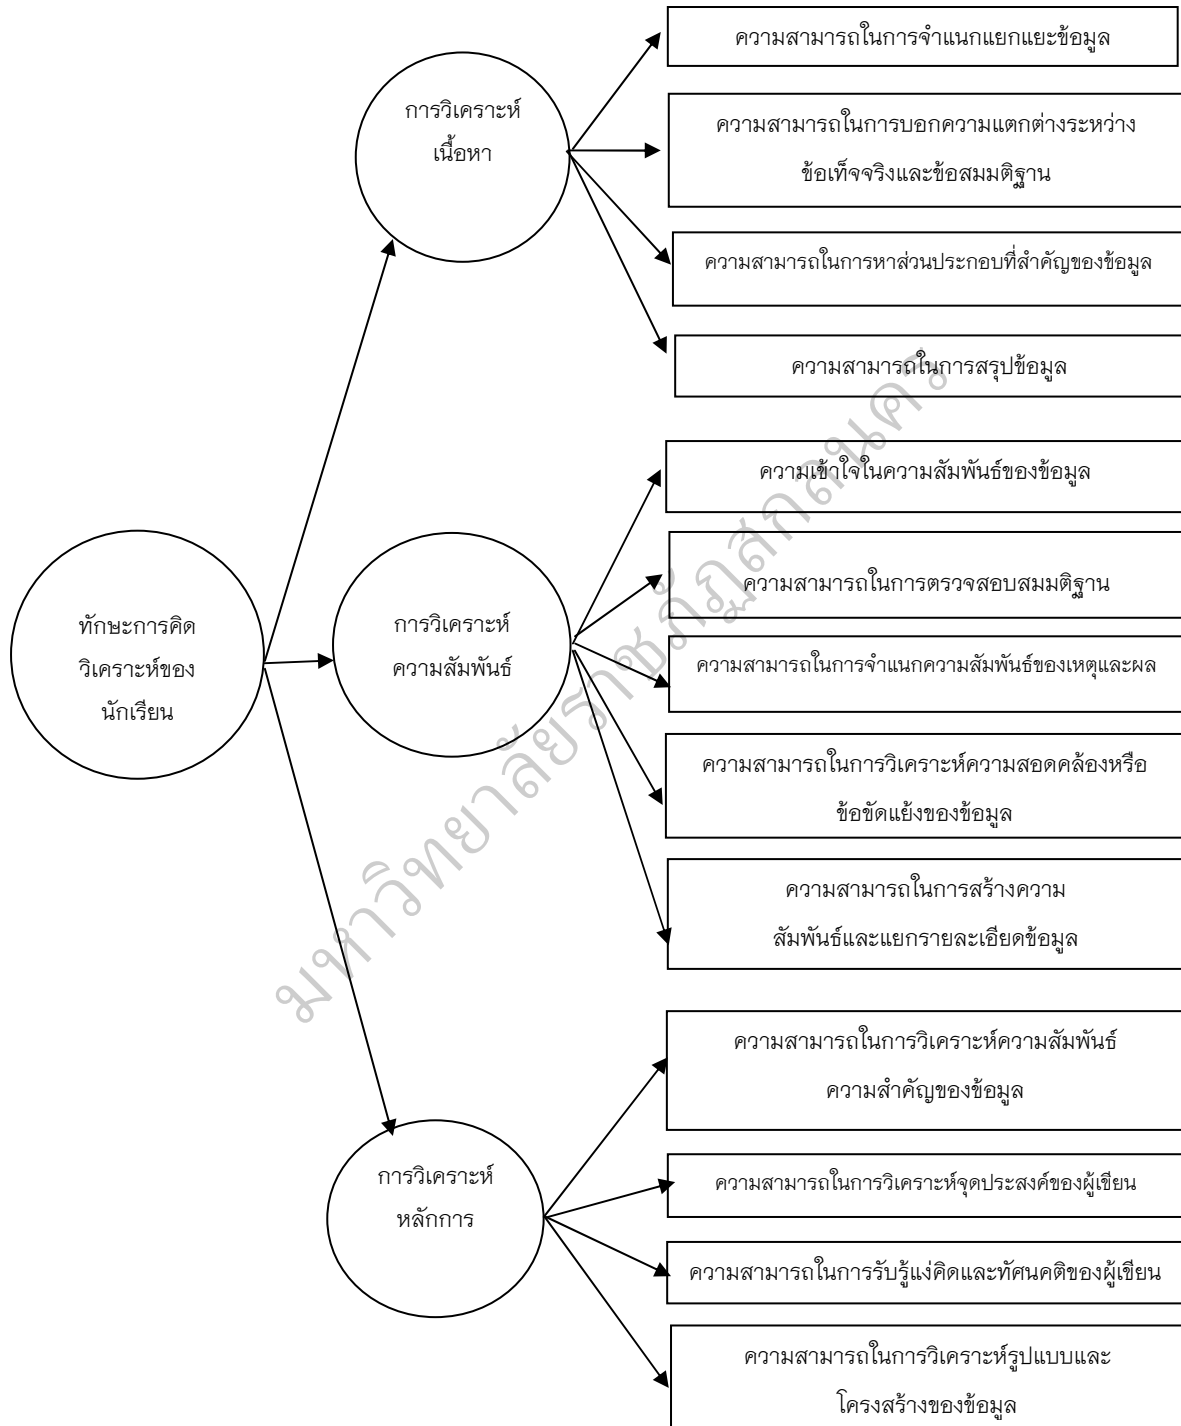 ความสามารถในการจำแนกแยกแยะข้อมูล
การวิเคราะห์
เนื้อหา
ความสามารถในการบอกความแตกต่างระหว่าง
ข้อเท็จจริงและข้อสมมติฐาน
ความสามารถในการหาส่วนประกอบที่สำคัญของข้อมูล
ความสามารถในการสรุปข้อมูล
ทักษะการคิด
วิเคราะห์ของ
นักเรียน
การวิเคราะห์
ความสัมพันธ์
ความเข้าใจในความสัมพันธ์ของข้อมูล
ความสามารถในการตรวจสอบสมมติฐาน
ความสามารถในการจำแนกความสัมพันธ์ของเหตุและผล
ความสามารถในการวิเคราะห์ความสอดคล้องหรือ
ข้อขัดแย้งของข้อมูล
ความสามารถในการสร้างความ
สัมพันธ์และแยกรายละเอียดข้อมูล
การวิเคราะห์
หลักการ
ความสามารถในการวิเคราะห์ความสัมพันธ์
ความสำคัญของข้อมูล
ความสามารถในการวิเคราะห์จุดประสงค์ของผู้เขียน
ความสามารถในการรับรู้แง่คิดและทัศนคติของผู้เขียน
ความสามารถในการวิเคราะห์รูปแบบและ
โครงสร้างของข้อมูล
มหาวิทยาลัยราชภัฏสกลนคร